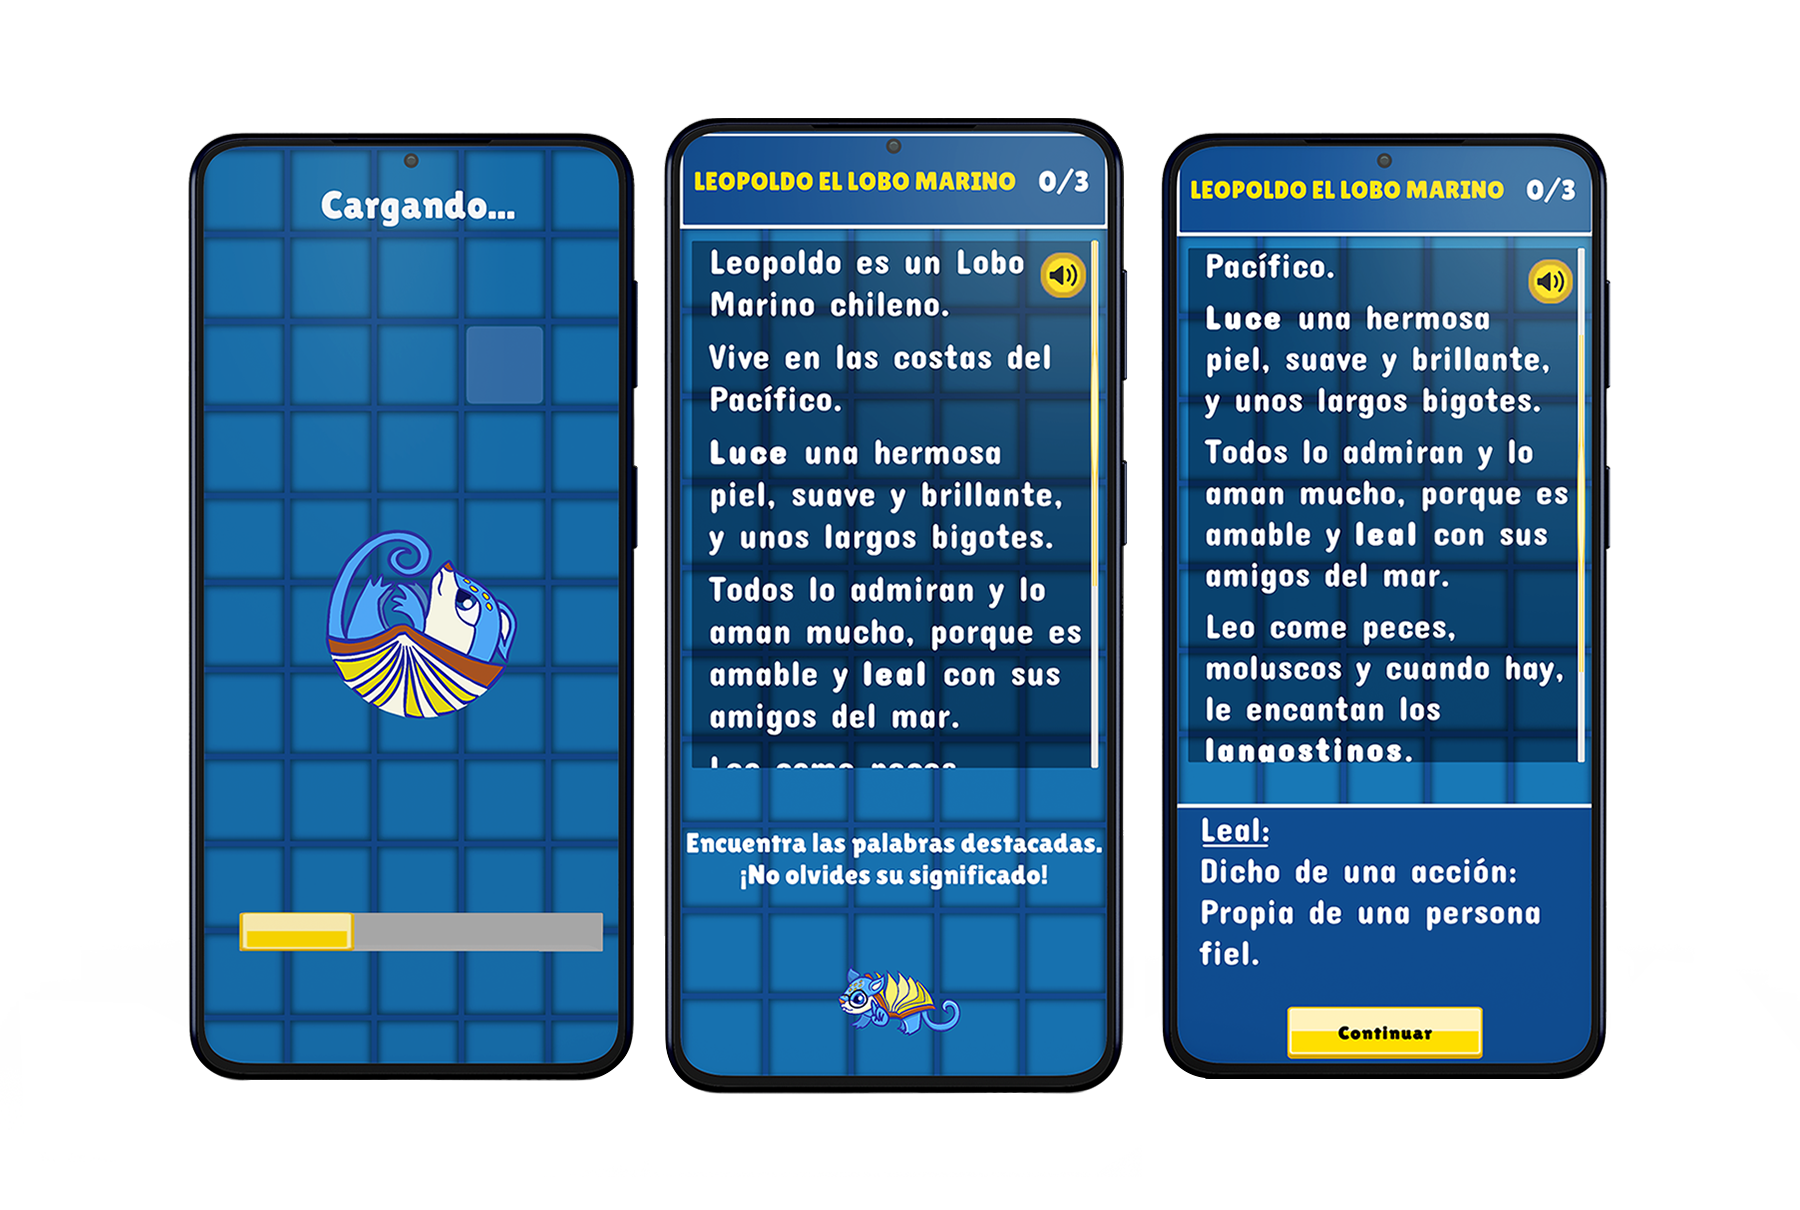 Cargando...
LEOPOLDO EL LOBO MARINO 0/3
Leopoldo es un Lobo
Marino chileno.
Vive en las costas del
Pacífico.
Luce una hermosa
piel, suave y brillante,
y unos largos bigotes.
Todos lo admiran y lo
aman mucho, porque es
amable y leal con sus
amigos del mar.
Leo come peces,
Encuentra las palabras destacadas.
¡No olvides su significado!
LEOPOLDO EL LOBO MARINO 0/3
Pacífico.
Luce una hermosa
piel, suave y brillante,
y unos largos bigotes.
Todos lo admiran y lo
aman mucho, porque es
amable y leal con sus
amigos del mar.
Leo come peces,
moluscos y cuando hay,
le encantan los
langostinos.
Leal:
Dicho de una acción:
Propia de una persona
fiel.
Continuar